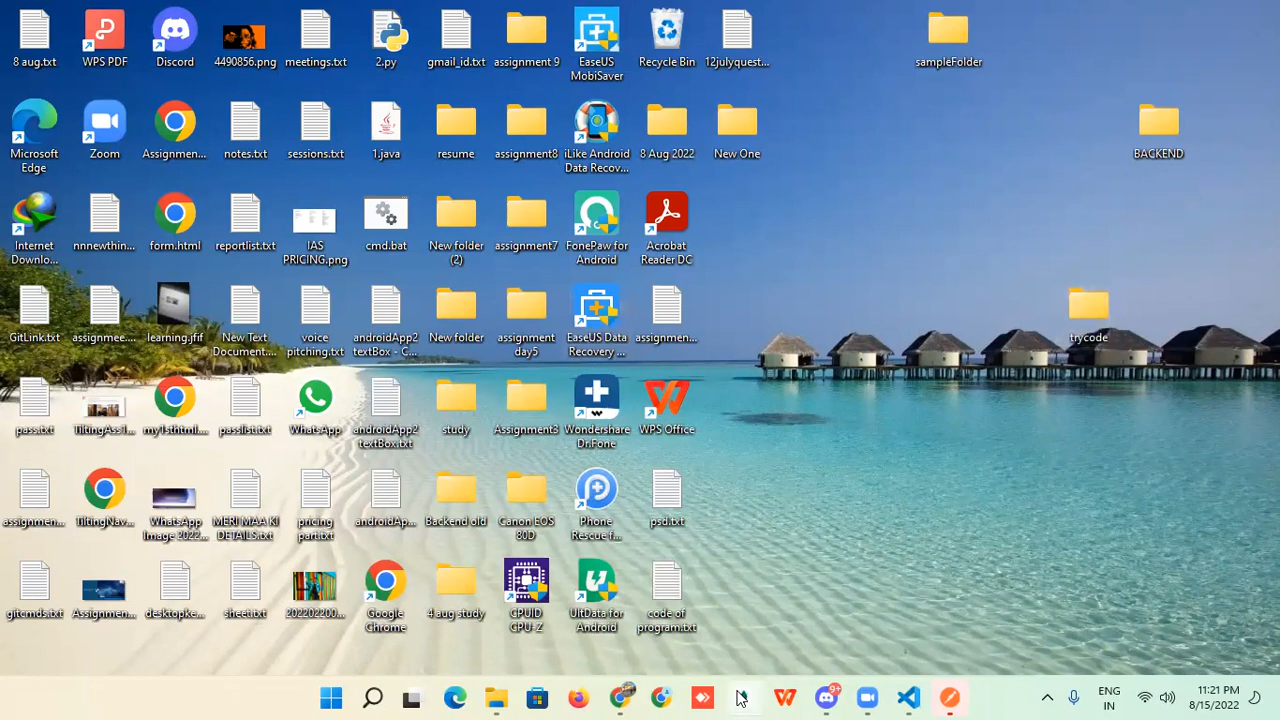 8 aug.txt
WPS PDF
Discord
4490856.png
meetings.txt
2.py
gmail_id.txt
assignment 9
EaseUS
MobiSaver
Recycle Bin
12julyquest...
sampleFolder
Microsoft
Edge
Zoom
Assignmen...
notes.txt
sessions.txt
1.java
resume
assignment8
iLike Android
Data Recov...
8 Aug 2022
New One
BACKEND
Internet
Downlo...
nnnewthin...
form.html
reportlist.txt
IAS
PRICING.png
cmd.bat
New folder
(2)
assignment7
FonePaw for
Android
Acrobat
Reader DC
GitLink.txt
assignmee....
learning.jfif
New Text
Document....
voice
pitching.txt
androidApp2
textBox - C...
New folder
assignment
day5
EaseUS Data
Recovery ...
assignmen...
trycode
pass.txt
TiltingAss1...
my1sthtml....
passlist.txt
WhatsApp
androidApp2
textBox.txt
study
Assignment3
Wondershare
Dr.Fone
WPS Office
assignmen...
TiltingNav...
WhatsApp
Image 2022...
MERI MAA KI
DETAILS.txt
pricing
part.txt
androidAp...
Backend old
Canon EOS
80D
Phone
Rescue f...
psd.txt
gitcmds.txt
Assignmen...
desktopke...
sheet.txt
202202200...
Google
Chrome
4 aug study
CPUID
CPU-Z
UltData for
Android
code of
program.txt
9+
ENG
IN
11:21 PM
8/15/2022